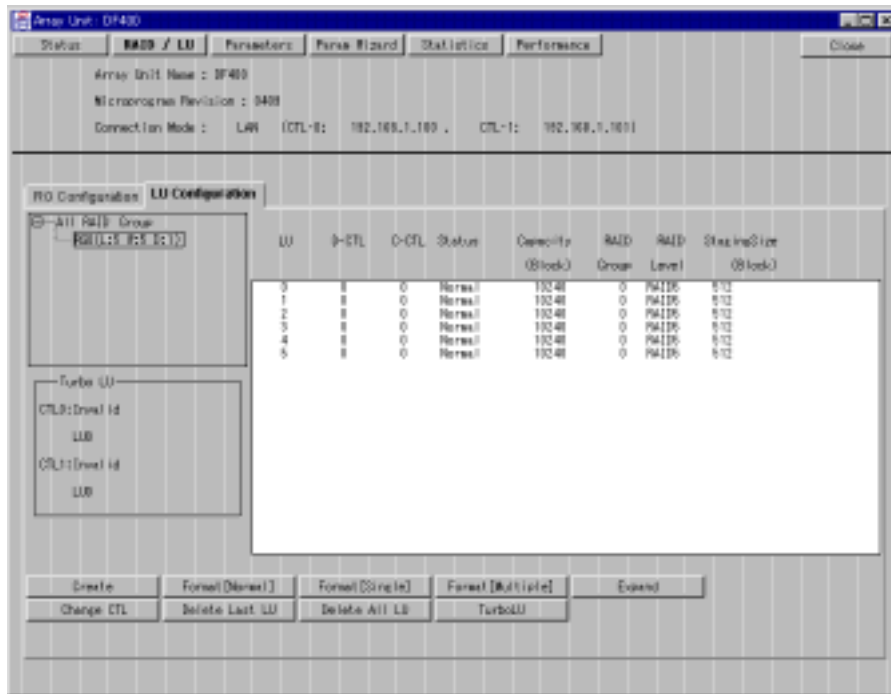 Array Unit: DF400
Status RAID / LU Parameters Param Wizard Statistics Performance Close
Array Unit Name : DF400
Microprogram Revision :
Connection Mode : LAN (CTL-0: 192.168.1.100 , CTL-1: 192.168.1.101)
RG Configuration LU Configuration
All RAID Group
LU D-CTL C-CTL Status Capacity RAID RAID StagingSize
(Block) Group Level (Block)
0 0 0 Normal 10240 0 RAID5 512
1 0 0 Normal 10240 0 RAID5 512
2 0 0 Normal 10240 0 RAID5 512
3 0 0 Normal 10240 0 RAID5 512
4 0 0 Normal 10240 0 RAID5 512
5 0 0 Normal 10240 0 RAID5 512
Turbo LU
CTL0:Invalid
LU0
CTL1:Invalid
LU0
Create Format[Normal] Format[Single] Format[Multiple] Expand
Change CTL Delete Last LU Delete All LU TurboLU